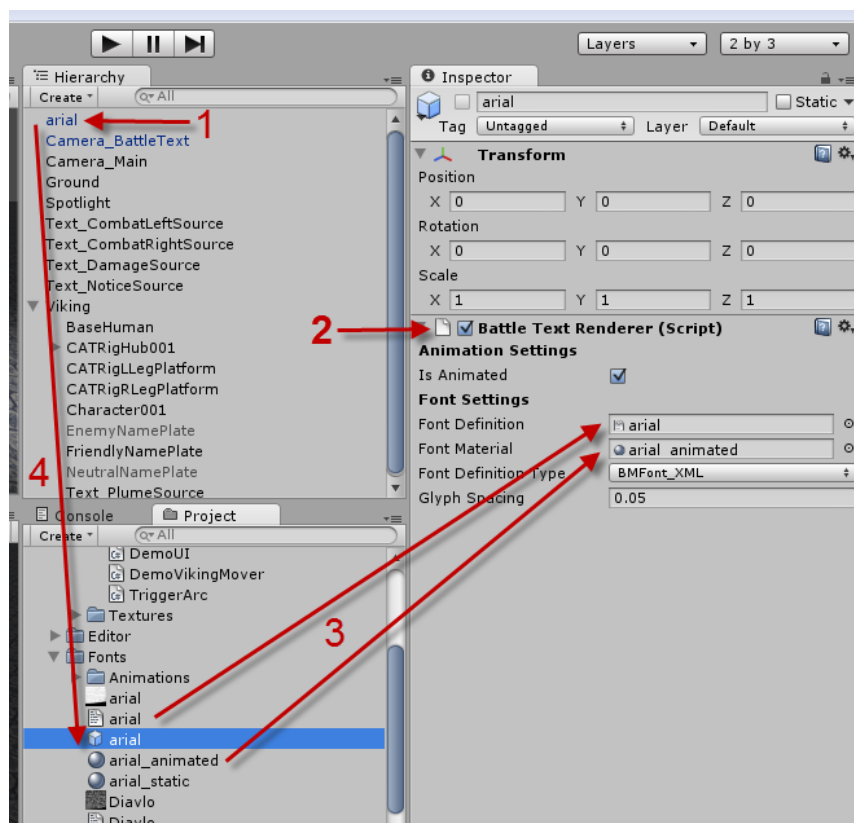 Layers
2 by 3
Hierarchy
Create
All
arial
1
Camera_BattleText
Camera_Main
Ground
Spotlight
Text_CombatLeftSource
Text_CombatRightSource
Text_DamageSource
Text_NoticeSource
Viking
BaseHuman
CATRigHub001
CATRigLLegPlatform
CATRigRLegPlatform
Character001
EnemyNamePlate
FriendlyNamePlate
NeutralNamePlate
Text_PlumeSource
4
Console
Project
Create
All
DemoUI
DemoVikingMover
TriggerArc
Textures
Editor
Fonts
Animations
arial
arial
arial
arial_animated
arial_static
Diavlo
Diavlo
3
Inspector
arial
Static
Tag Untagged Layer Default
Transform
Position
X 0 Y 0 Z 0
Rotation
X 0 Y 0 Z 0
Scale
X 1 Y 1 Z 1
2
Battle Text Renderer (Script)
Animation Settings
Is Animated
Font Settings
Font Definition arial
Font Material arial_animated
Font Definition Type BMFont_XML
Glyph Spacing 0.05